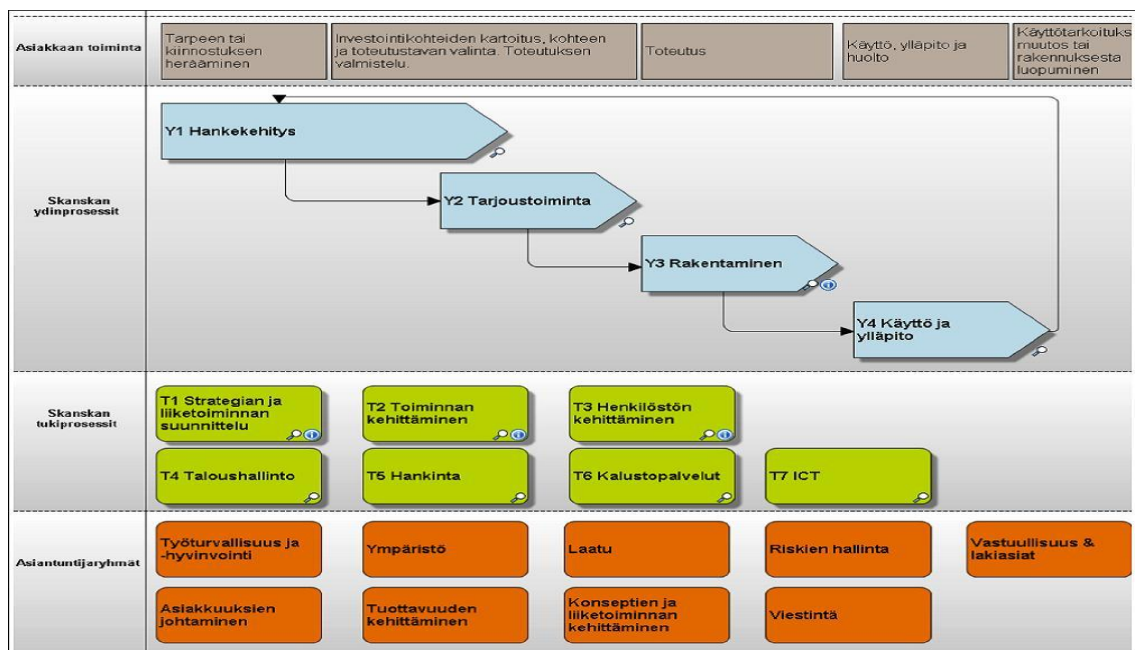 Asiakkaan toiminta
Tarpeen tai
kiinnostuksen
herääminen
Investointikohteiden kartoitus, kohteen
ja toteutustavan valinta. Toteutuksen
valmistelu.
Toteutus
Käyttö, ylläpito ja
huolto
Käyttötarkoituks
muutos tai
rakennuksesta
luopuminen
Skanskan
ydinprosessit
Y1 Hankekehitys
Y2 Tarjoustoiminta
Y3 Rakentaminen
Y4 Käyttö ja
ylläpito
Skanskan
tukiprosessit
T1 Strategian ja
liiketoiminnan
suunnittelu
T2 Toiminnan
kehittäminen
T3 Henkilöstön
kehittäminen
T4 Taloushallinto
T5 Hankinta
T6 Kalustopalvelut
T7 ICT
Asiantuntijaryhmät
Työturvallisuus ja
-hyvinvointi
Ympäristö
Laatu
Riskien hallinta
Vastuullisuus &
lakiasiat
Asiakkuuksien
johtaminen
Tuottavuuden
kehittäminen
Konseptien ja
liiketoiminnan
kehittäminen
Viestintä